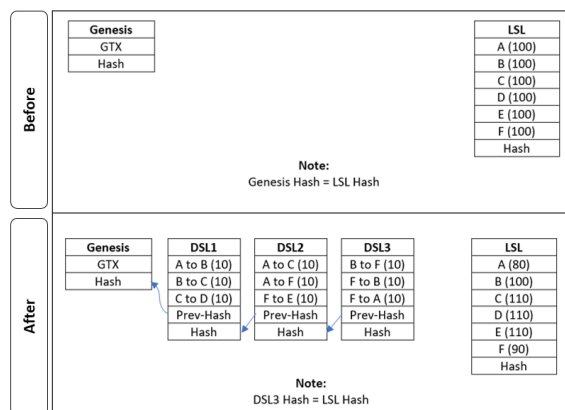 Before
Genesis
GTX
Hash
LSL
A (100)
B (100)
C (100)
D (100)
E (100)
F (100)
Hash
Note:
Genesis Hash = LSL Hash
After
Genesis
GTX
Hash
DSL1
A to B (10)
B to C (10)
C to D (10)
Prev-Hash
Hash
DSL2
A to C (10)
A to F (10)
F to E (10)
Prev-Hash
Hash
DSL3
B to F (10)
F to B (10)
F to A (10)
Prev-Hash
Hash
LSL
A (80)
B (100)
C (110)
D (110)
E (110)
F (90)
Hash
Note:
DSL3 Hash = LSL Hash